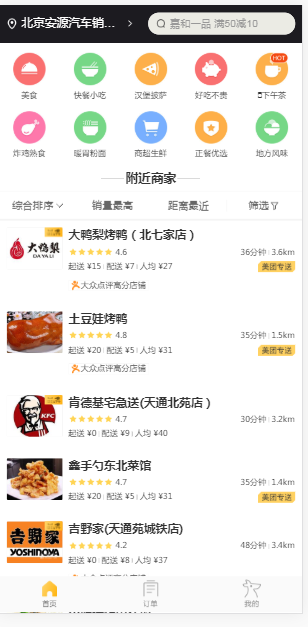 北京安源汽车销...
嘉和一品 满50减10
HOT
美食 快餐小吃 汉堡披萨 好吃不贵 下午茶
炸鸡熟食 暖胃粉面 商超生鲜 正餐优选 地方风味
附近商家
综合排序 销量最高 距离最近 筛选
大鸭梨烤鸭（北七家店）
大鸭梨
DA YA LI
4.6 36分钟 3.6km
起送 ¥15 配送 ¥7 人均 ¥27 美团专送
大众点评高分店铺
土豆娃烤鸭
4.8 35分钟 1.5km
起送 ¥20 配送 ¥5 人均 ¥31 美团专送
大众点评高分店铺
肯德基宅急送(天通北苑店)
KFC
4.7 30分钟 3.2km
起送 ¥0 配送 ¥9 人均 ¥40
鑫手勺东北菜馆
4.7 35分钟 1.4km
起送 ¥20 配送 ¥5 人均 ¥31 美团专送
吉野家(天通苑城铁店)
吉野家
YOSHINOYA
4.2 48分钟 3.4km
起送 ¥0 配送 ¥8 人均 ¥37
首页 订单 我的